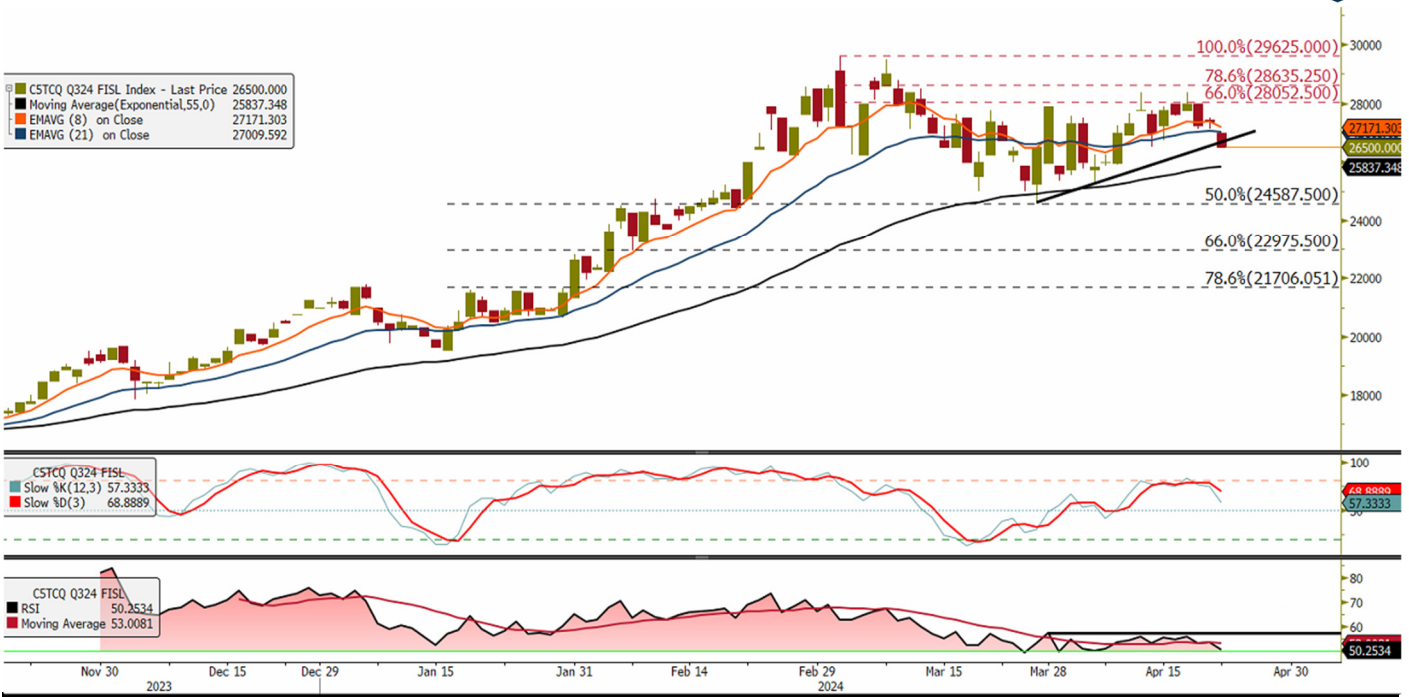 100.0%(29625.000)
78.6%(28635.250)
66.0%(28052.500)
50.0%(24587.500)
66.0%(22975.500)
78.6%(21706.051)
C5TCQ Q324 FISL Index - Last Price 26500.000
Moving Average(Exponential,55,0) 25837.348
EMAVG (8) on Close 27171.303
EMAVG (21) on Close 27009.592
30000
28000
27171.303
26500.000
25837.348
24000
22000
20000
18000
C5TCQ Q324 FISL
Slow %K(12,3) 57.3333
Slow %D(3) 68.8889
100
68.8889
57.3333
50
C5TCQ Q324 FISL
RSI 50.2534
Moving Average 53.0081
80
70
60
50.2534
Nov 30 Dec 15 Dec 29 Jan 15 Jan 31 Feb 14 Feb 29 Mar 15 Mar 28 Apr 15 Apr 30
2023 2024